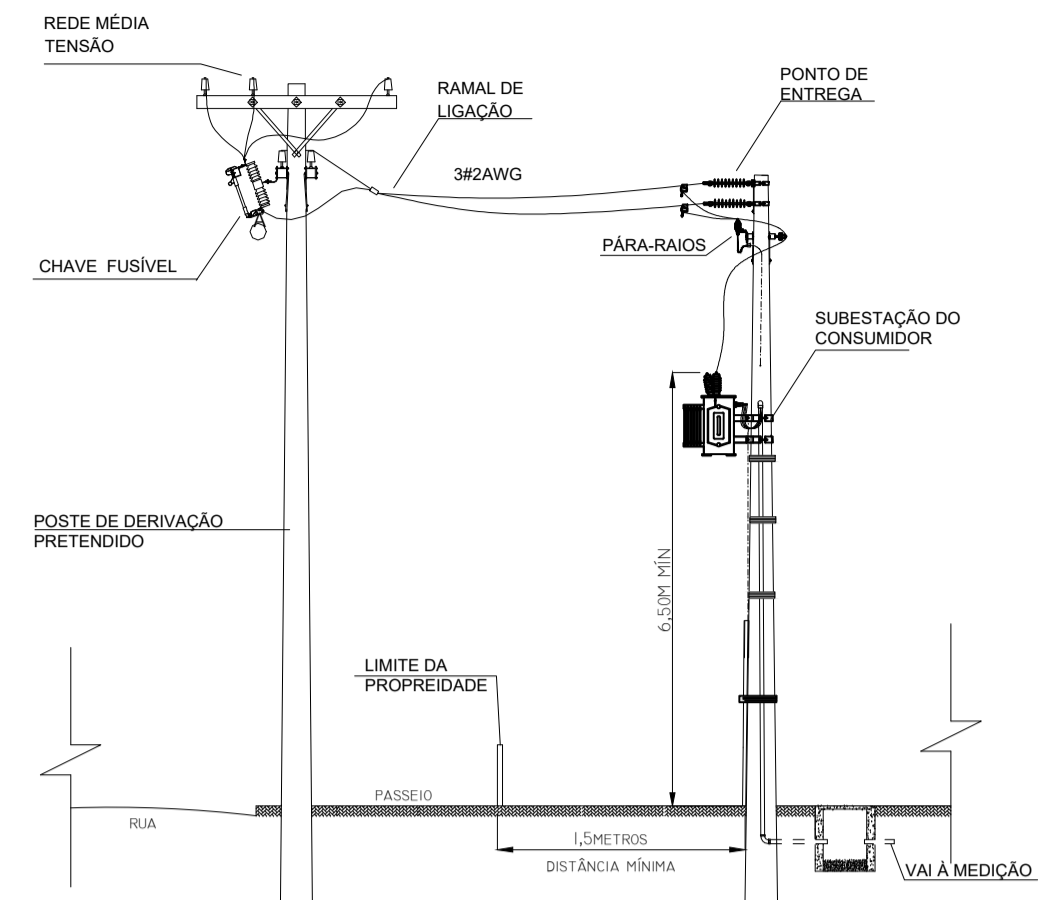 REDE MÉDIA
TENSÃO
RAMAL DE
LIGAÇÃO
PONTO DE
ENTREGA
3#2AWG
PÁRA-RAIOS
CHAVE FUSÍVEL
SUBESTAÇÃO DO
CONSUMIDOR
POSTE DE DERIVAÇÃO
PRETENDIDO
6,50M MÍN
LIMITE DA
PROPREIDADE
PASSEIO
RUA
1,5METROS
DISTÂNCIA MÍNIMA
VAI À MEDIÇÃO